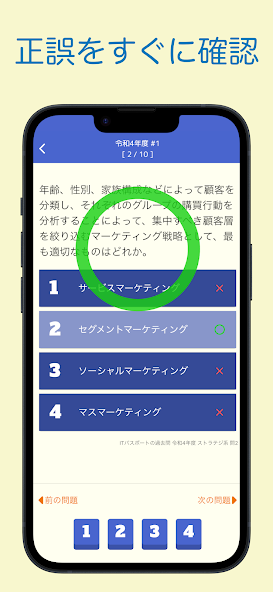 正誤をすぐに確認
令和4年度 #1
[ 2 / 10 ]
年齢、性別、家族構成などによって顧客を
分類し、それぞれのグループの購買行動を
分析することによって、集中すべき顧客層
を絞り込むマーケティング戦略として、最
も適切なものはどれか。
1 サービスマーケティング
2 セグメントマーケティング
3 ソーシャルマーケティング
4 マスマーケティング
ITパスポートの過去問 令和4年度 ストラテジ系 問2
前の問題 次の問題
1 2 3 4